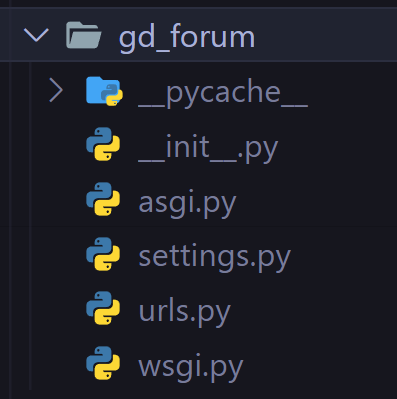 gd_forum
__pycache__
__init__.py
asgi.py
settings.py
urls.py
wsgi.py